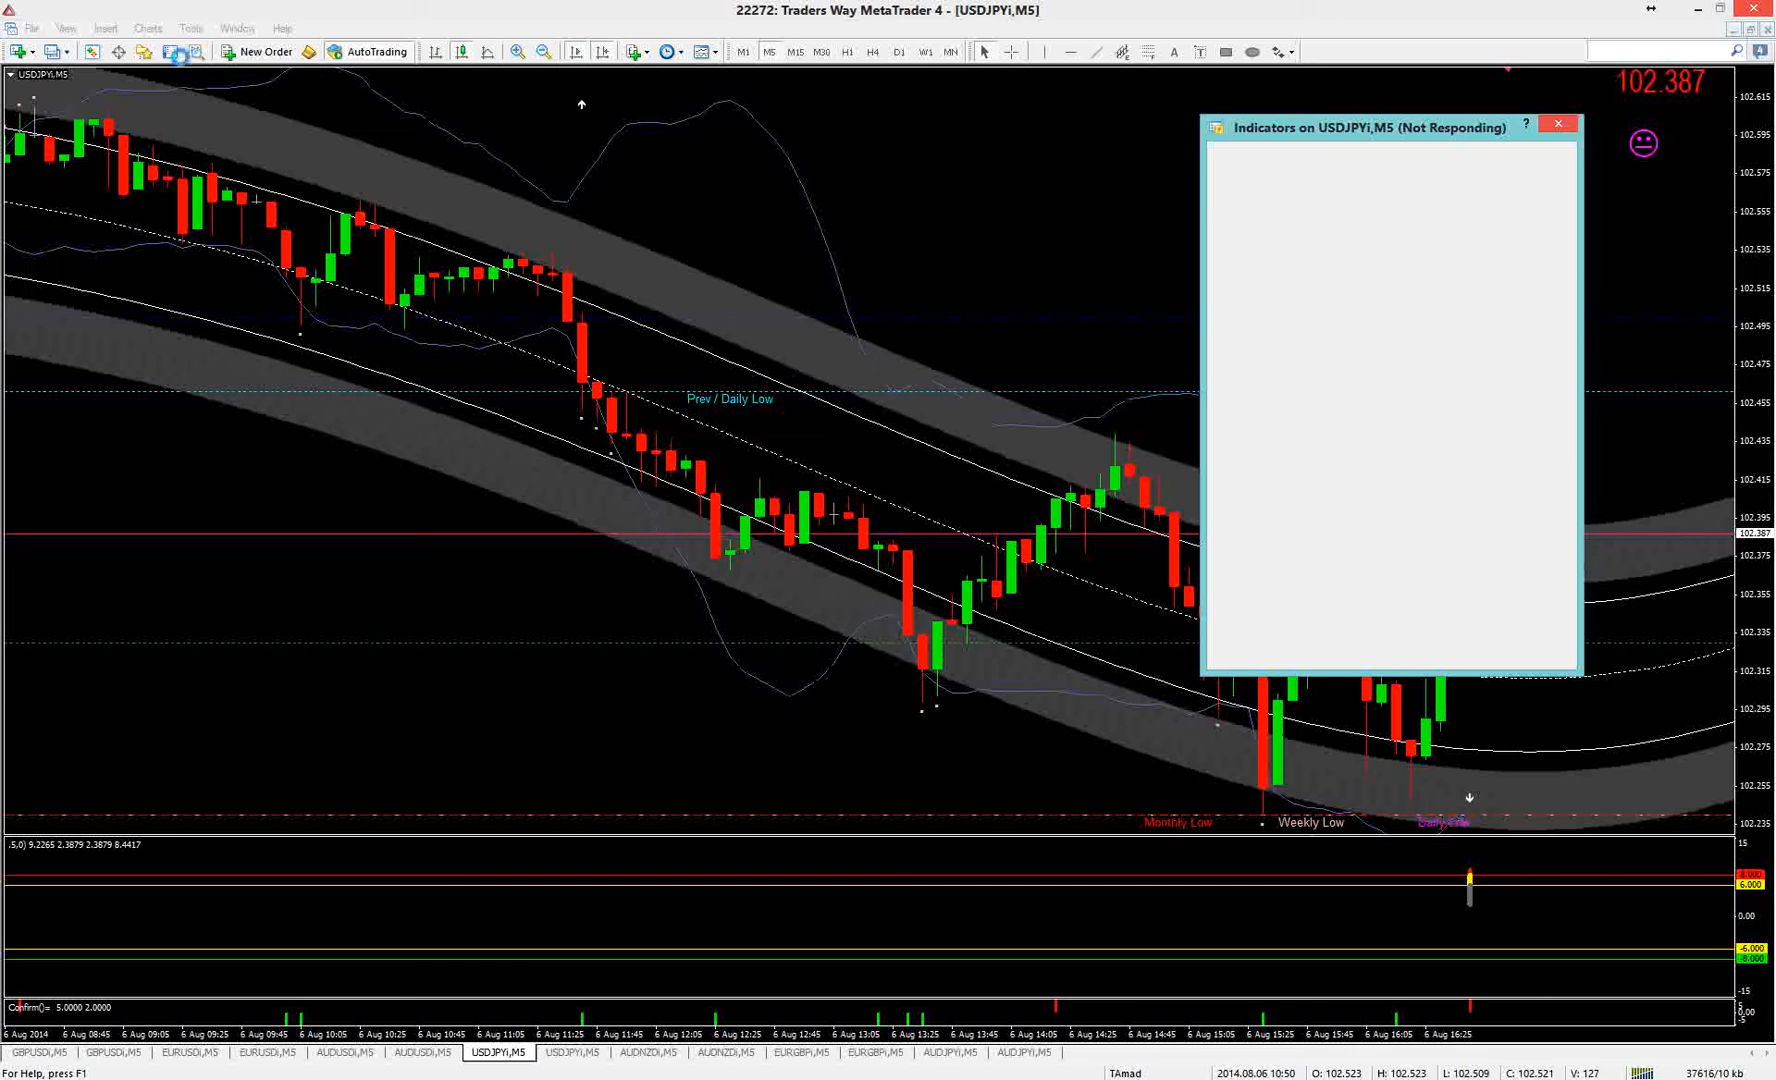 22272: Traders Way MetaTrader 4 - [USDJPYi,M5]
File View Insert Charts Tools Window Help
New Order AutoTrading M1 M5 M15 M30 H1 H4 D1 W1 MN A T 4
USDJPYi,M5
102.387
Indicators on USDJPYi,M5 (Not Responding) ?
102.615
102.595
102.575
102.555
102.535
102.515
102.495
102.475
102.455
102.435
102.415
102.395
102.387
102.375
102.355
102.335
102.315
102.295
102.275
102.255
102.235
Prev / Daily Low
Monthly Low Weekly Low
.5,0) 9.2265 2.3879 2.3879 8.4417
15
8.000
6.000
0.00
-6.000
-8.000
-15
Confirm()= 5.0000 2.0000
5
0.00
-5
6 Aug 2014 6 Aug 08:45 6 Aug 09:05 6 Aug 09:25 6 Aug 09:45 6 Aug 10:05 6 Aug 10:25 6 Aug 10:45 6 Aug 11:05 6 Aug 11:25 6 Aug 11:45 6 Aug 12:05 6 Aug 12:25 6 Aug 12:45 6 Aug 13:05 6 Aug 13:25 6 Aug 13:45 6 Aug 14:05 6 Aug 14:25 6 Aug 14:45 6 Aug 15:05 6 Aug 15:25 6 Aug 15:45 6 Aug 16:05 6 Aug 16:25
GBPUSDi,M5 GBPUSDi,M5 EURUSDi,M5 EURUSDi,M5 AUDUSDi,M5 AUDUSDi,M5 USDJPYi,M5 USDJPYi,M5 AUDNZDi,M5 AUDNZDi,M5 EURGBPi,M5 EURGBPi,M5 AUDJPYi,M5 AUDJPYi,M5
For Help, press F1 TAmad 2014.08.06 10:50 O: 102.523 H: 102.523 L: 102.509 C: 102.521 V: 127 37616/10 kb